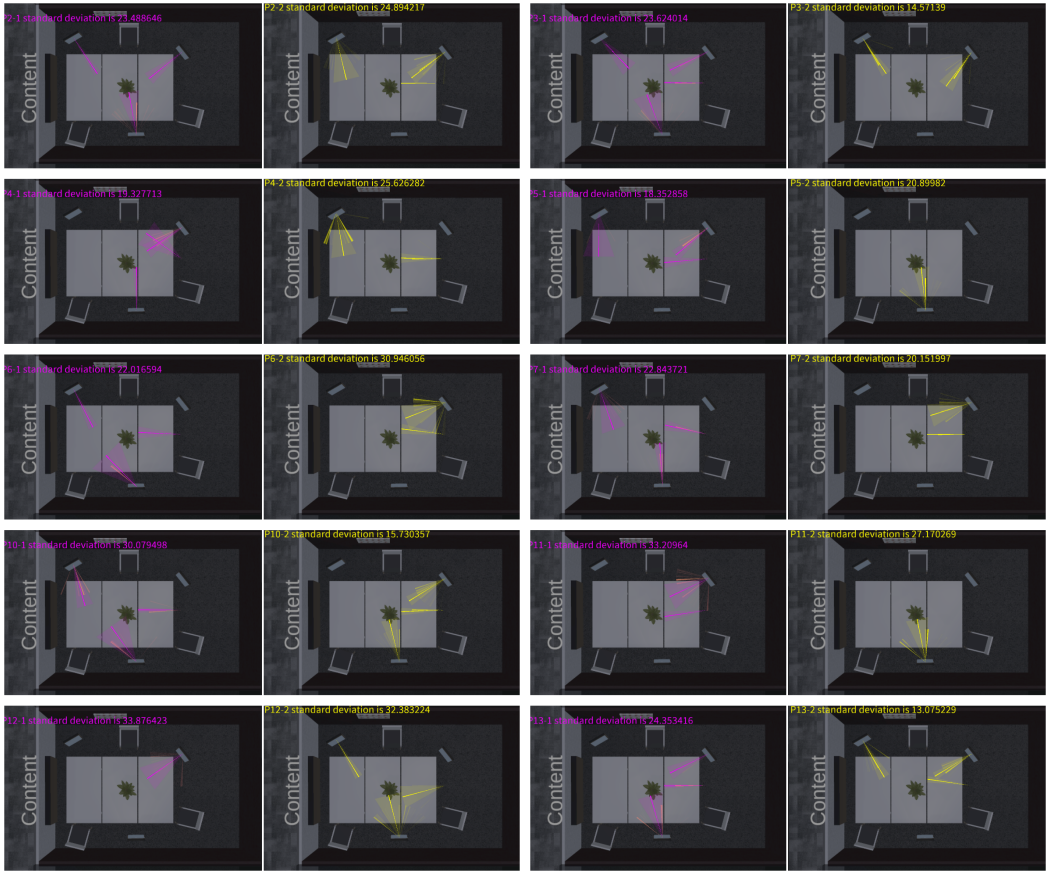 P2-1 standard deviation is 23.488646
P2-2 standard deviation is 24.894217
P3-1 standard deviation is 23.624014
P3-2 standard deviation is 14.57139
Content
Content
Content
Content
P4-1 standard deviation is 19.327713
P4-2 standard deviation is 25.626282
P5-1 standard deviation is 18.352858
P5-2 standard deviation is 20.89982
Content
Content
Content
Content
P6-1 standard deviation is 22.016594
P6-2 standard deviation is 30.946056
P7-1 standard deviation is 22.843721
P7-2 standard deviation is 20.151997
Content
Content
Content
Content
P10-1 standard deviation is 30.079498
P10-2 standard deviation is 15.730357
P11-1 standard deviation is 33.20964
P11-2 standard deviation is 27.170269
Content
Content
Content
Content
P12-1 standard deviation is 33.876423
P12-2 standard deviation is 32.383224
P13-1 standard deviation is 24.353416
P13-2 standard deviation is 13.075229
Content
Content
Content
Content